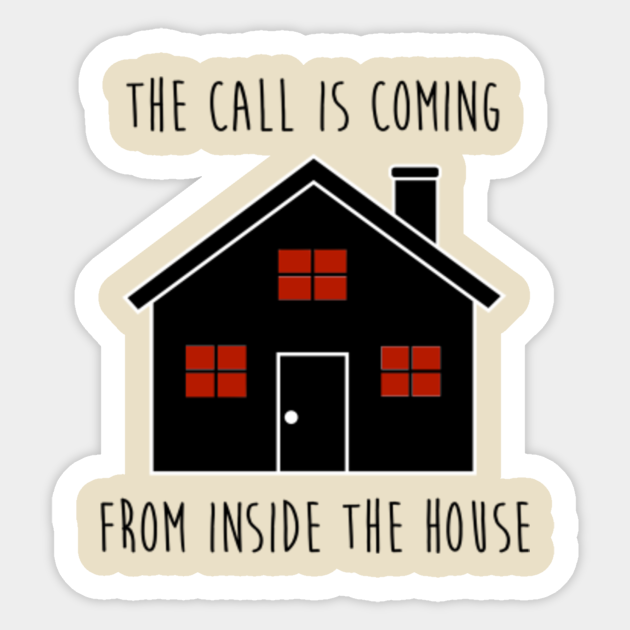 THE CALL IS COMING
FROM INSIDE THE HOUSE